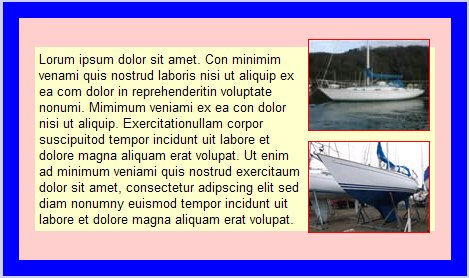 Lorum ipsum dolor sit amet. Con minimim
venami quis nostrud laboris nisi ut aliquip ex
ea com dolor in reprehenderitin voluptate
nonumi. Mimimum veniami ex ea con dolor
nisi ut aliquip. Exercitationullam corpor
suscipuitod tempor incidunt uit labore et
dolore magna aliquam erat volupat. Ut enim
ad minimum veniami quis nostrud exercitaum
dolor sit amet, consectetur adipscing elit sed
diam nonumny euismod tempor incidunt uit
labore et dolore magna aliquam erat volupat.